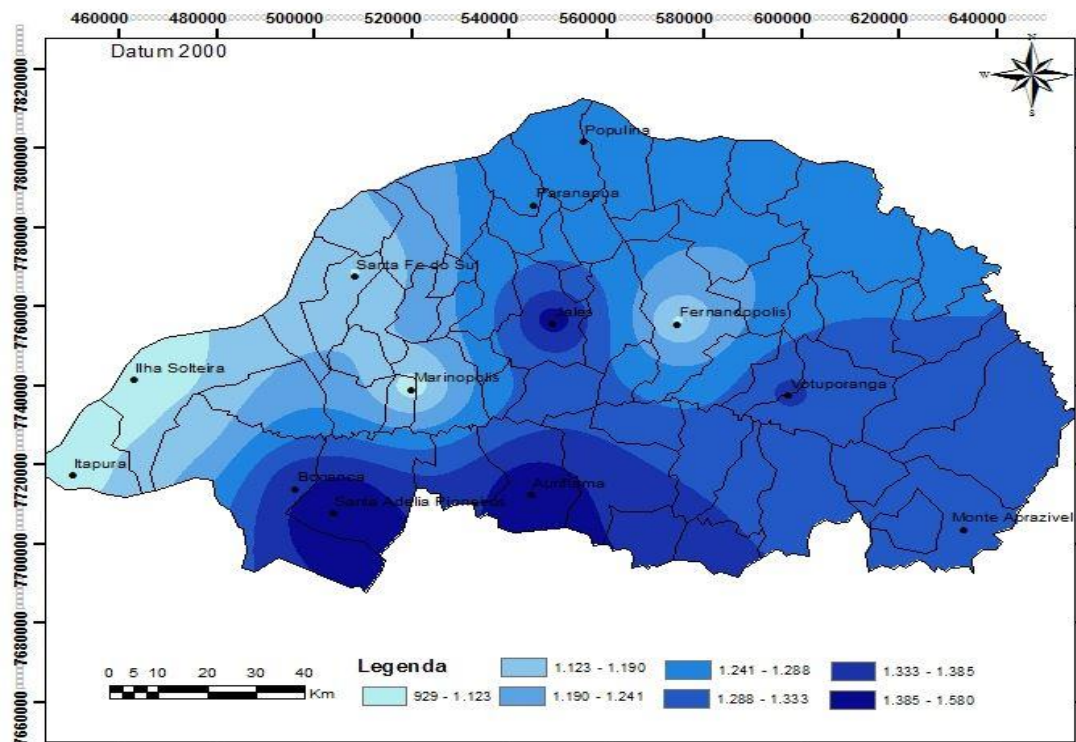 460000 480000 500000 520000 540000 560000 580000 600000 620000 640000
Datum 2000
N
W
S
7820000
7800000
7780000
7760000
7740000
7720000
7700000
7680000
7660000
Populina
Paranapua
Santa Fe do Sul
Jales
Fernandopolis
Ilha Solteira
Marinopolis
Votuporanga
Itapura
Bonanca
Auriflama
Santa Adelia Pioneiros
Monte Aprazivel
0 5 10 20 30 40
Km
Legenda
929 - 1.123
1.123 - 1.190
1.190 - 1.241
1.241 - 1.288
1.288 - 1.333
1.333 - 1.385
1.385 - 1.580